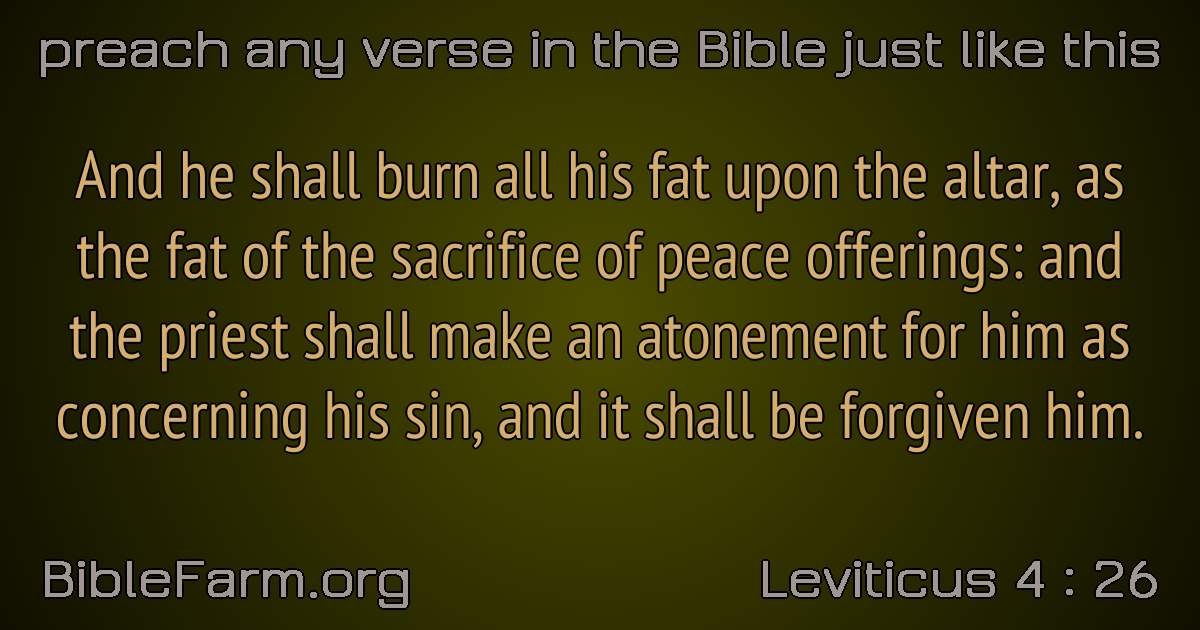 preach any verse in the Bible just like this
And he shall burn all his fat upon the altar, as
the fat of the sacrifice of peace offerings: and
the priest shall make an atonement for him as
concerning his sin, and it shall be forgiven him.
BibleFarm.org
Leviticus 4 : 26